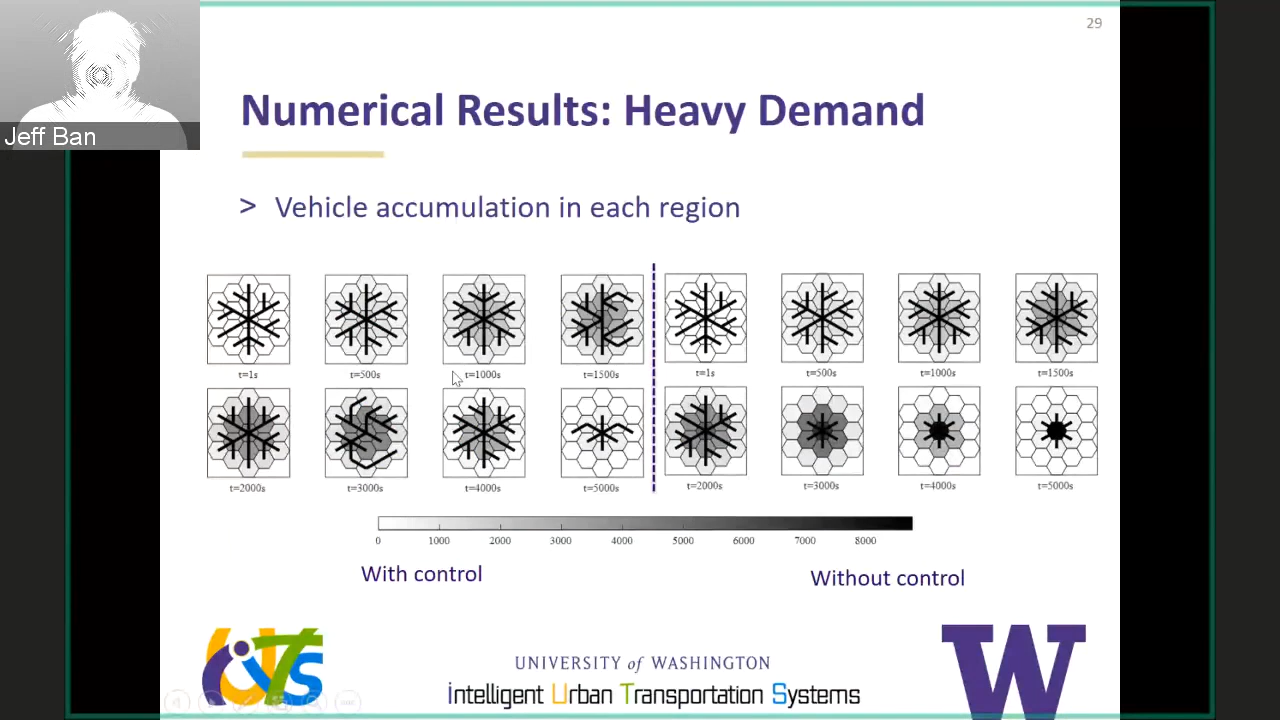 29
Jeff Ban
Numerical Results: Heavy Demand
> Vehicle accumulation in each region
t=1s t=500s t=1000s t=1500s t=1s t=500s t=1000s t=1500s
t=2000s t=3000s t=4000s t=5000s t=2000s t=3000s t=4000s t=5000s
0 1000 2000 3000 4000 5000 6000 7000 8000
With control
Without control
UNIVERSITY of WASHINGTON
intelligent Urban Transportation Systems
iUTS
W